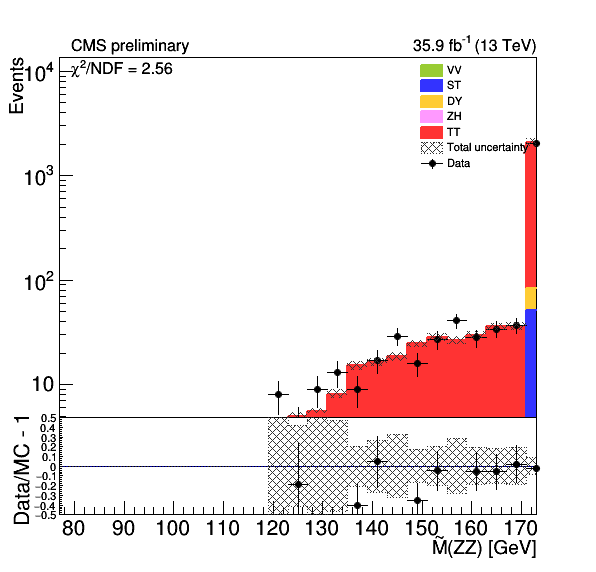 CMS preliminary
35.9 fb⁻¹ (13 TeV)
χ²/NDF = 2.56
Events
10⁴
10³
10²
10
VV
ST
DY
ZH
TT
Total uncertainty
Data
Data/MC - 1
0.5
0.4
0.3
0.2
0.1
0
−0.1
−0.2
−0.3
−0.4
−0.5
80 90 100 110 120 130 140 150 160 170
M̃(ZZ) [GeV]